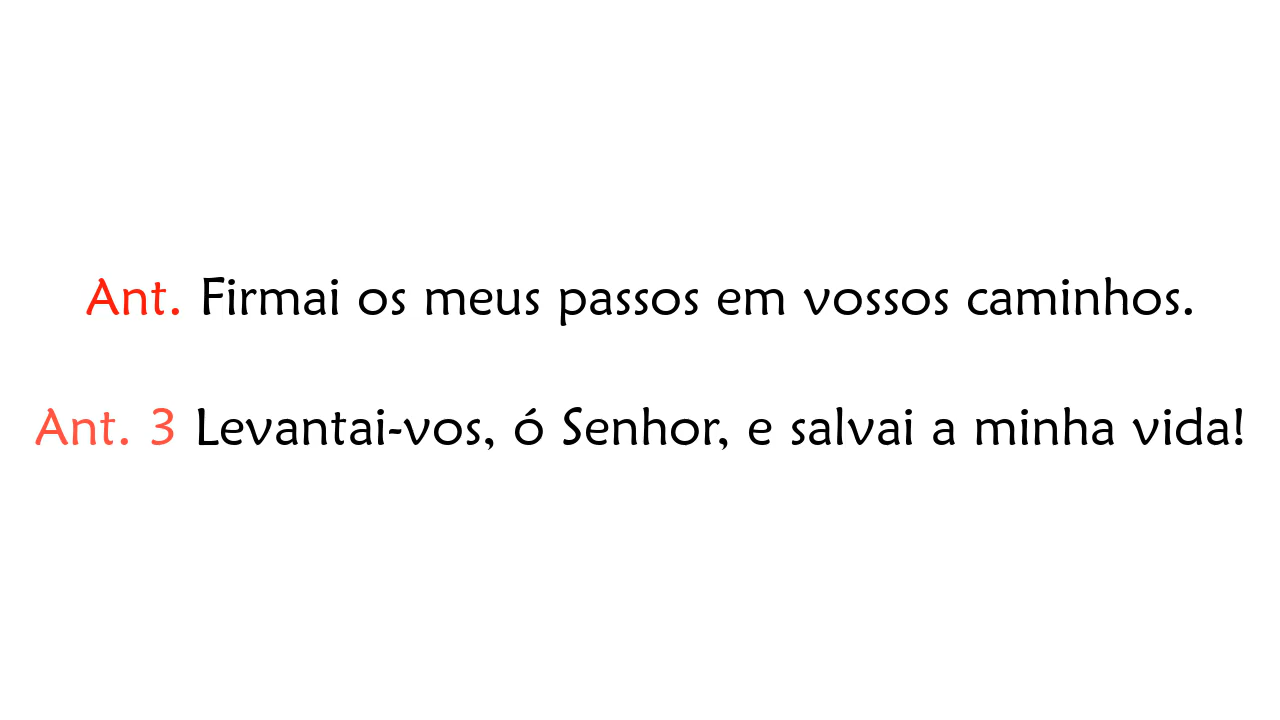 Ant. Firmai os meus passos em vossos caminhos.
Ant. 3 Levantai-vos, ó Senhor, e salvai a minha vida!